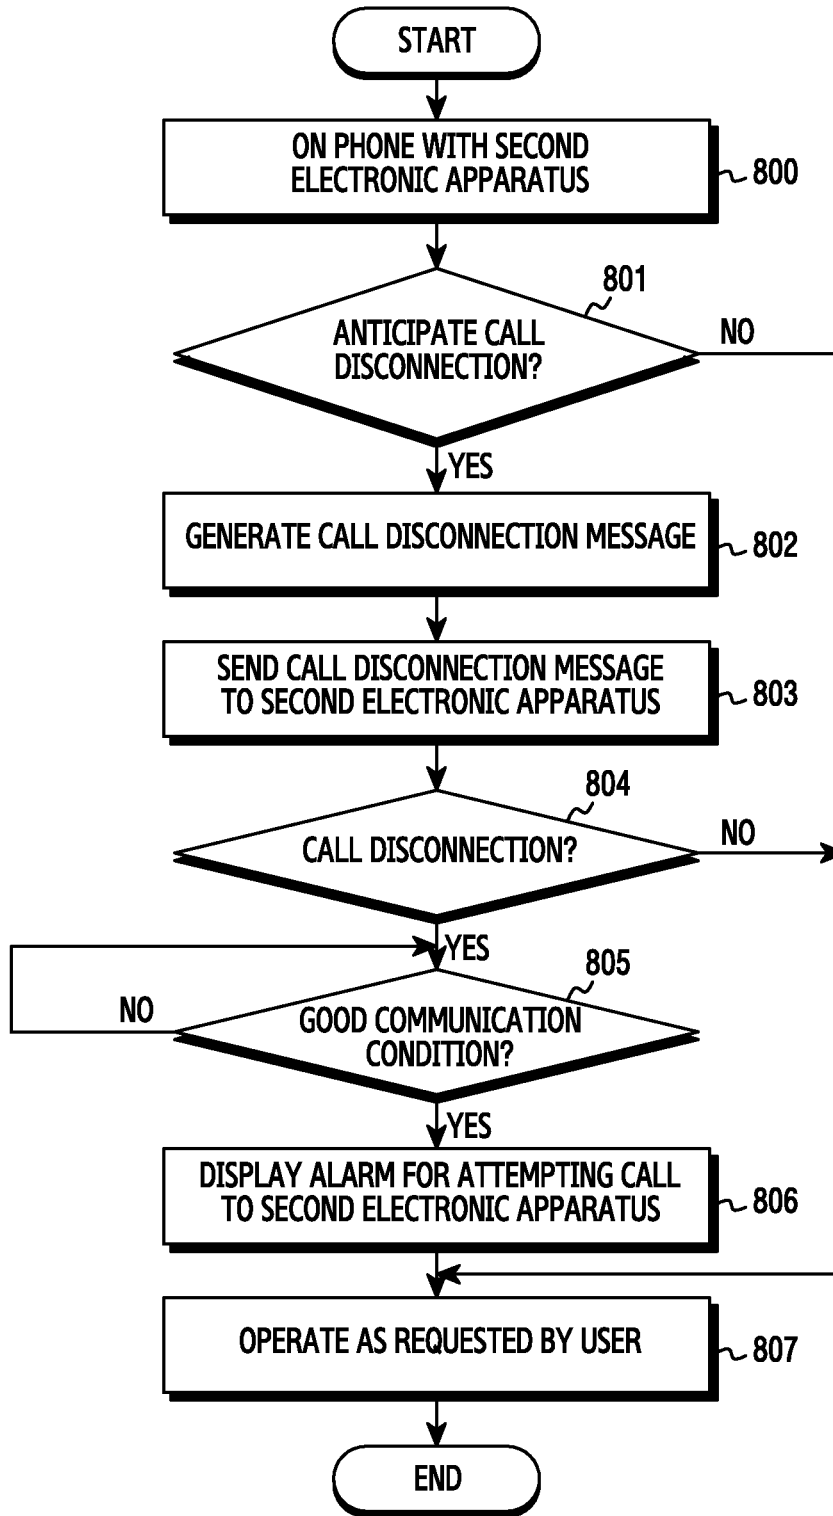 START
ON PHONE WITH SECOND
ELECTRONIC APPARATUS
800
801
ANTICIPATE CALL
DISCONNECTION?
NO
YES
GENERATE CALL DISCONNECTION MESSAGE
802
SEND CALL DISCONNECTION MESSAGE
TO SECOND ELECTRONIC APPARATUS
803
804
CALL DISCONNECTION?
NO
YES
805
GOOD COMMUNICATION
CONDITION?
NO
YES
DISPLAY ALARM FOR ATTEMPTING CALL
TO SECOND ELECTRONIC APPARATUS
806
OPERATE AS REQUESTED BY USER
807
END